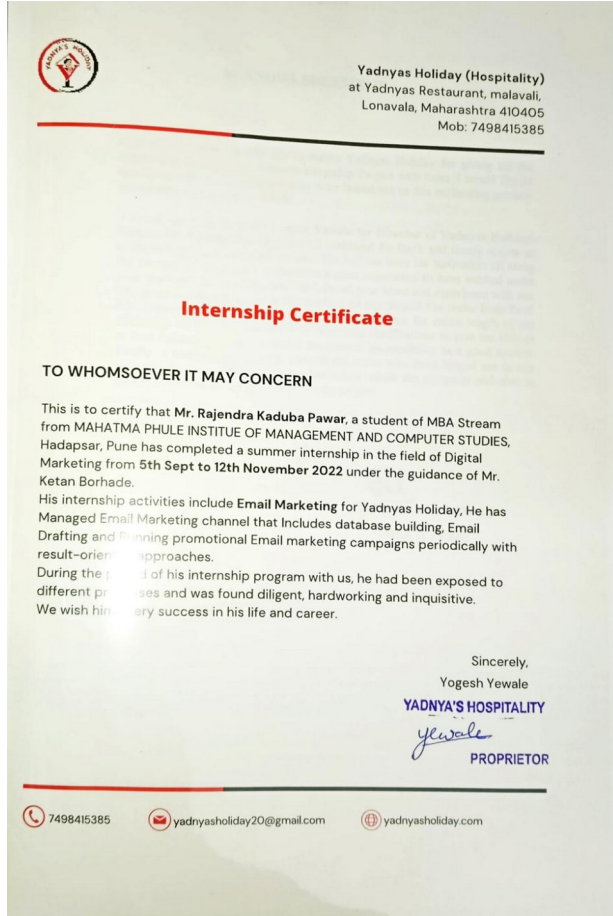 YADNYA'S HOLIDAY
Yadnyas Holiday (Hospitality)
at Yadnyas Restaurant, malavali,
Lonavala, Maharashtra 410405
Mob: 7498415385
Internship Certificate
TO WHOMSOEVER IT MAY CONCERN
This is to certify that Mr. Rajendra Kaduba Pawar, a student of MBA Stream
from MAHATMA PHULE INSTITUE OF MANAGEMENT AND COMPUTER STUDIES,
Hadapsar, Pune has completed a summer internship in the field of Digital
Marketing from 5th Sept to 12th November 2022 under the guidance of Mr.
Ketan Borhade.
His internship activities include Email Marketing for Yadnyas Holiday, He has
Managed Email Marketing channel that Includes database building, Email
Drafting and Running promotional Email marketing campaigns periodically with
approaches.
During the of his internship program with us, he had been exposed to
different and was found diligent, hardworking and inquisitive.
We wish success in his life and career.
Sincerely,
Yogesh Yewale
YADNYA'S HOSPITALITY
yewale
PROPRIETOR
7498415385 yadnyasholiday20@gmail.com yadnyasholiday.com